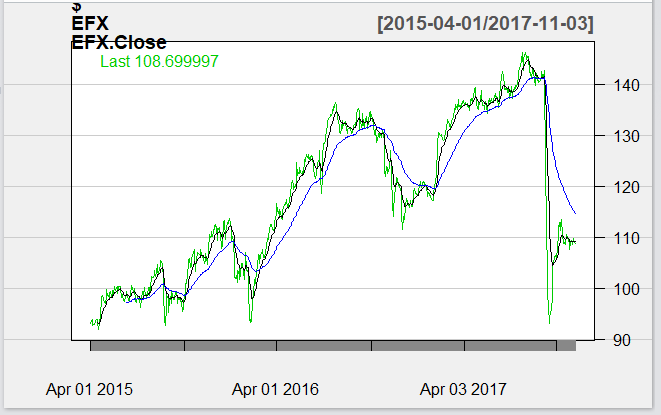 $
EFX [2015-04-01/2017-11-03]
EFX.Close
Last 108.699997
140
130
120
110
100
90
Apr 01 2015 Apr 01 2016 Apr 03 2017